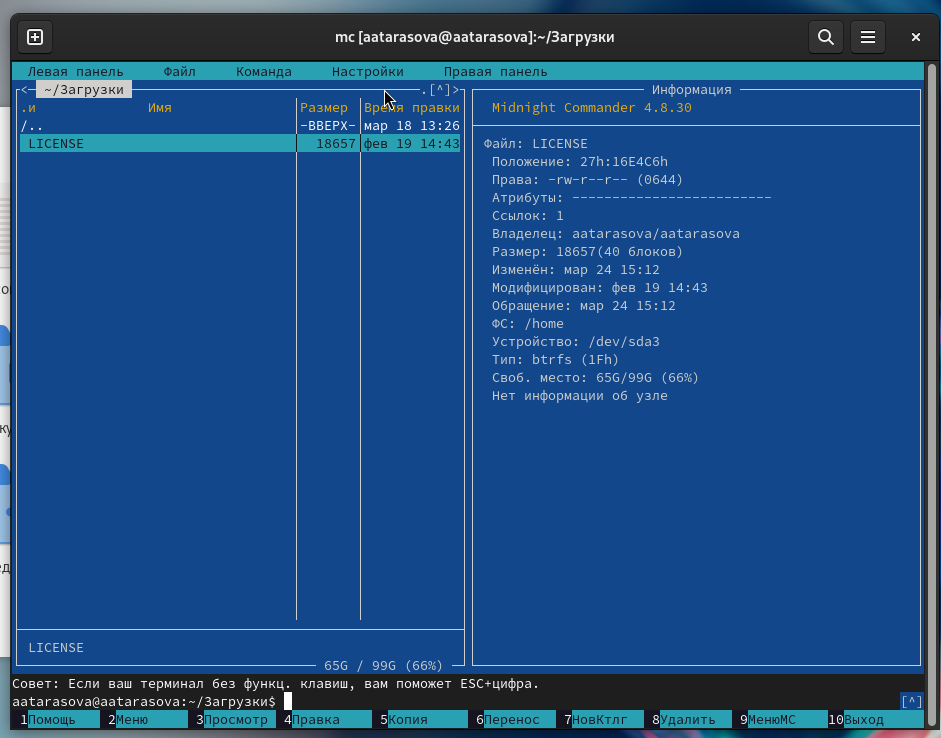 mc [aatarasova@aatarasova]:~/Загрузки
Левая панель Файл Команда Настройки Правая панель
<─ ~/Загрузки .[^]>
.и Имя Размер Время правки
/.. -ВВЕРХ- мар 18 13:26
LICENSE 18657 фев 19 14:43
LICENSE
65G / 99G (66%)
Информация
Midnight Commander 4.8.30
Файл: LICENSE
Положение: 27h:16E4C6h
Права: -rw-r--r-- (0644)
Атрибуты: -------------------------
Ссылок: 1
Владелец: aatarasova/aatarasova
Размер: 18657(40 блоков)
Изменён: мар 24 15:12
Модифицирован: фев 19 14:43
Обращение: мар 24 15:12
ФС: /home
Устройство: /dev/sda3
Тип: btrfs (1Fh)
Своб. место: 65G/99G (66%)
Нет информации об узле
Совет: Если ваш терминал без функц. клавиш, вам поможет ESC+цифра.
aatarasova@aatarasova:~/Загрузки$ [^]
1Помощь 2Меню 3Просмотр 4Правка 5Копия 6Перенос 7НовКтлг 8Удалить 9МенюМС 10Выход